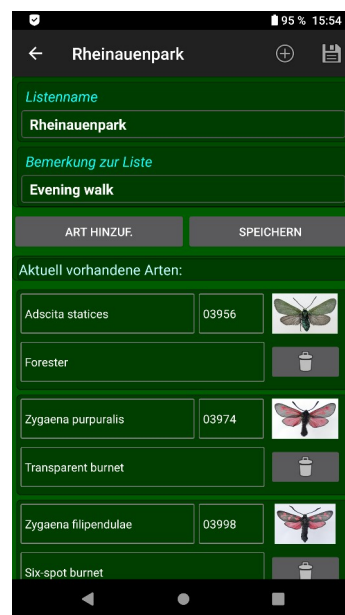 95 % 15:54
Rheinauenpark
Listenname
Rheinauenpark
Bemerkung zur Liste
Evening walk
ART HINZUF. SPEICHERN
Aktuell vorhandene Arten:
Adscita statices 03956
Forester
Zygaena purpuralis 03974
Transparent burnet
Zygaena filipendulae 03998
Six-spot burnet